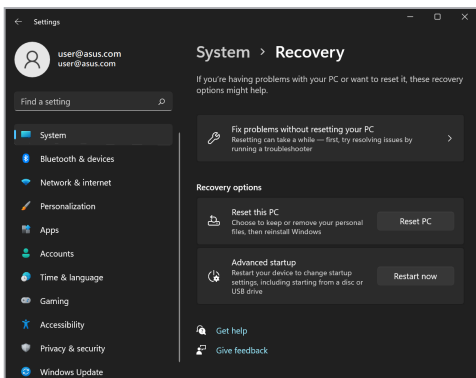 Settings
user@asus.com
user@asus.com
Find a setting
System
Bluetooth & devices
Network & internet
Personalization
Apps
Accounts
Time & language
Gaming
Accessibility
Privacy & security
Windows Update
System > Recovery
If you're having problems with your PC or want to reset it, these recovery
options might help.
Fix problems without resetting your PC
Resetting can take a while — first, try resolving issues by
running a troubleshooter
Recovery options
Reset this PC
Choose to keep or remove your personal
files, then reinstall Windows
Reset PC
Advanced startup
Restart your device to change startup
settings, including starting from a disc or
USB drive
Restart now
Get help
Give feedback